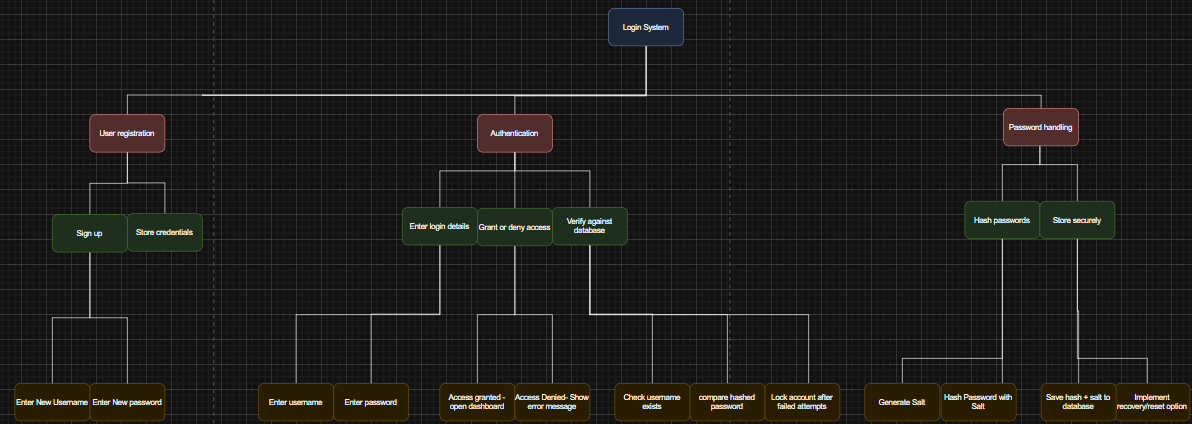 Login System
User registration
Authentication
Password handling
Sign up
Store credentials
Enter login details
Grant or deny access
Verify against
database
Hash passwords
Store securely
Enter New Username
Enter New password
Enter username
Enter password
Access granted -
open dashboard
Access Denied- Show
error message
Check username
exists
compare hashed
password
Lock account after
failed attempts
Generate Salt
Hash Password with
Salt
Save hash + salt to
database
Implement
recovery/reset option